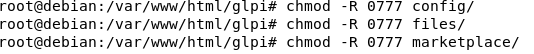 root@debian:/var/www/html/glpi# chmod -R 0777 config/
root@debian:/var/www/html/glpi# chmod -R 0777 files/
root@debian:/var/www/html/glpi# chmod -R 0777 marketplace/